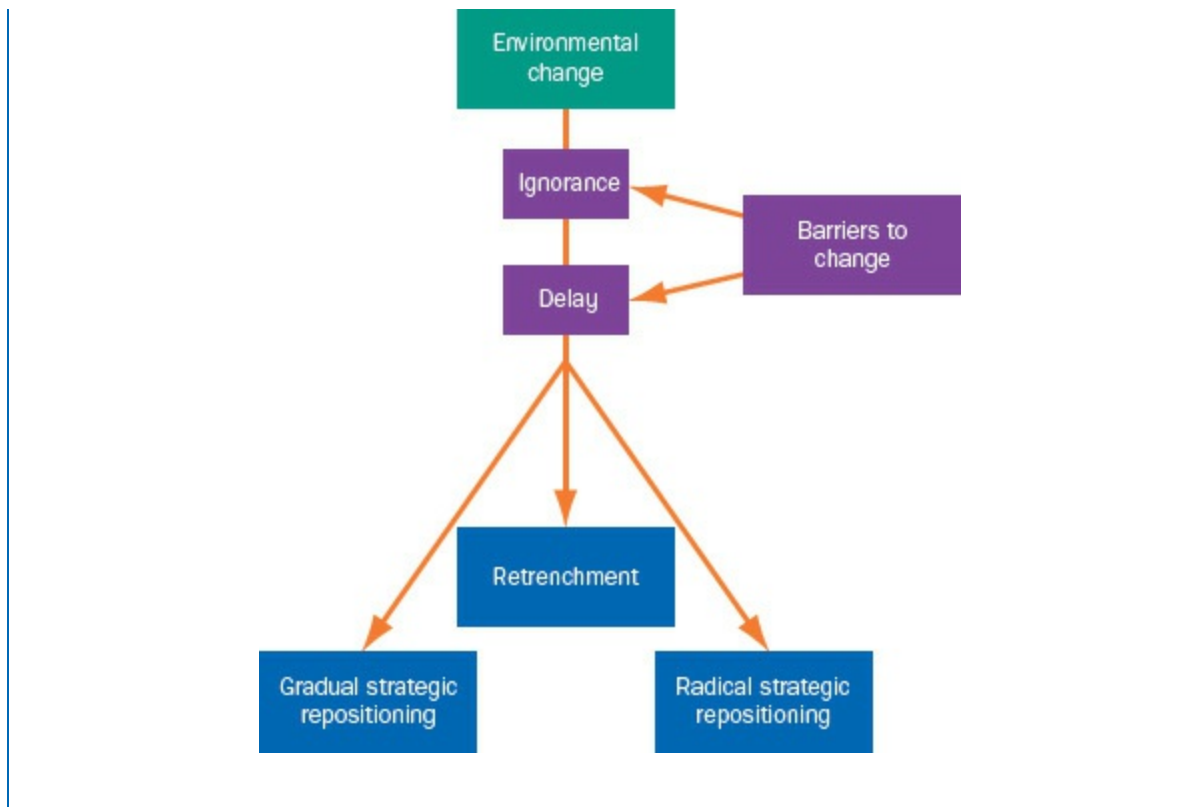 Environmental
change
Ignorance
Barriers to
change
Delay
Retrenchment
Gradual strategic
repositioning
Radical strategic
repositioning